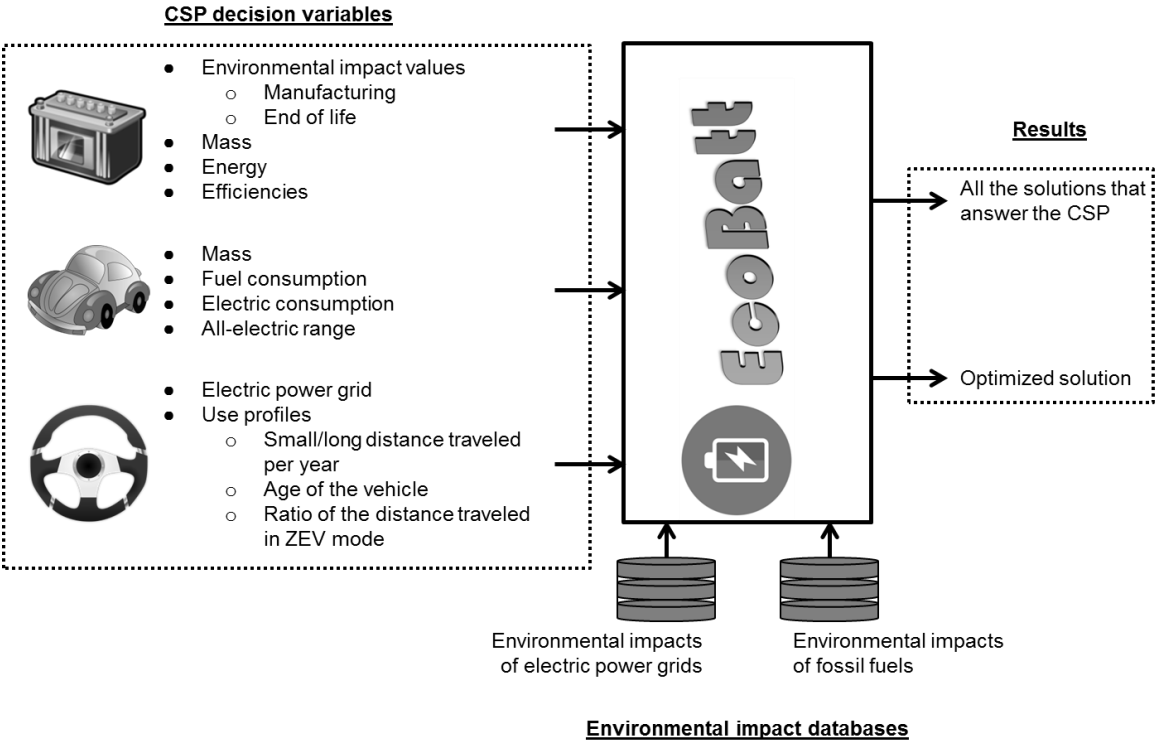 CSP decision variables
● Environmental impact values
o Manufacturing
o End of life
● Mass
● Energy
● Efficiencies
● Mass
● Fuel consumption
● Electric consumption
● All-electric range
● Electric power grid
● Use profiles
o Small/long distance traveled
per year
o Age of the vehicle
o Ratio of the distance traveled
in ZEV mode
EcoBatt
Results
All the solutions that
answer the CSP
Optimized solution
Environmental impacts
of electric power grids
Environmental impacts
of fossil fuels
Environmental impact databases